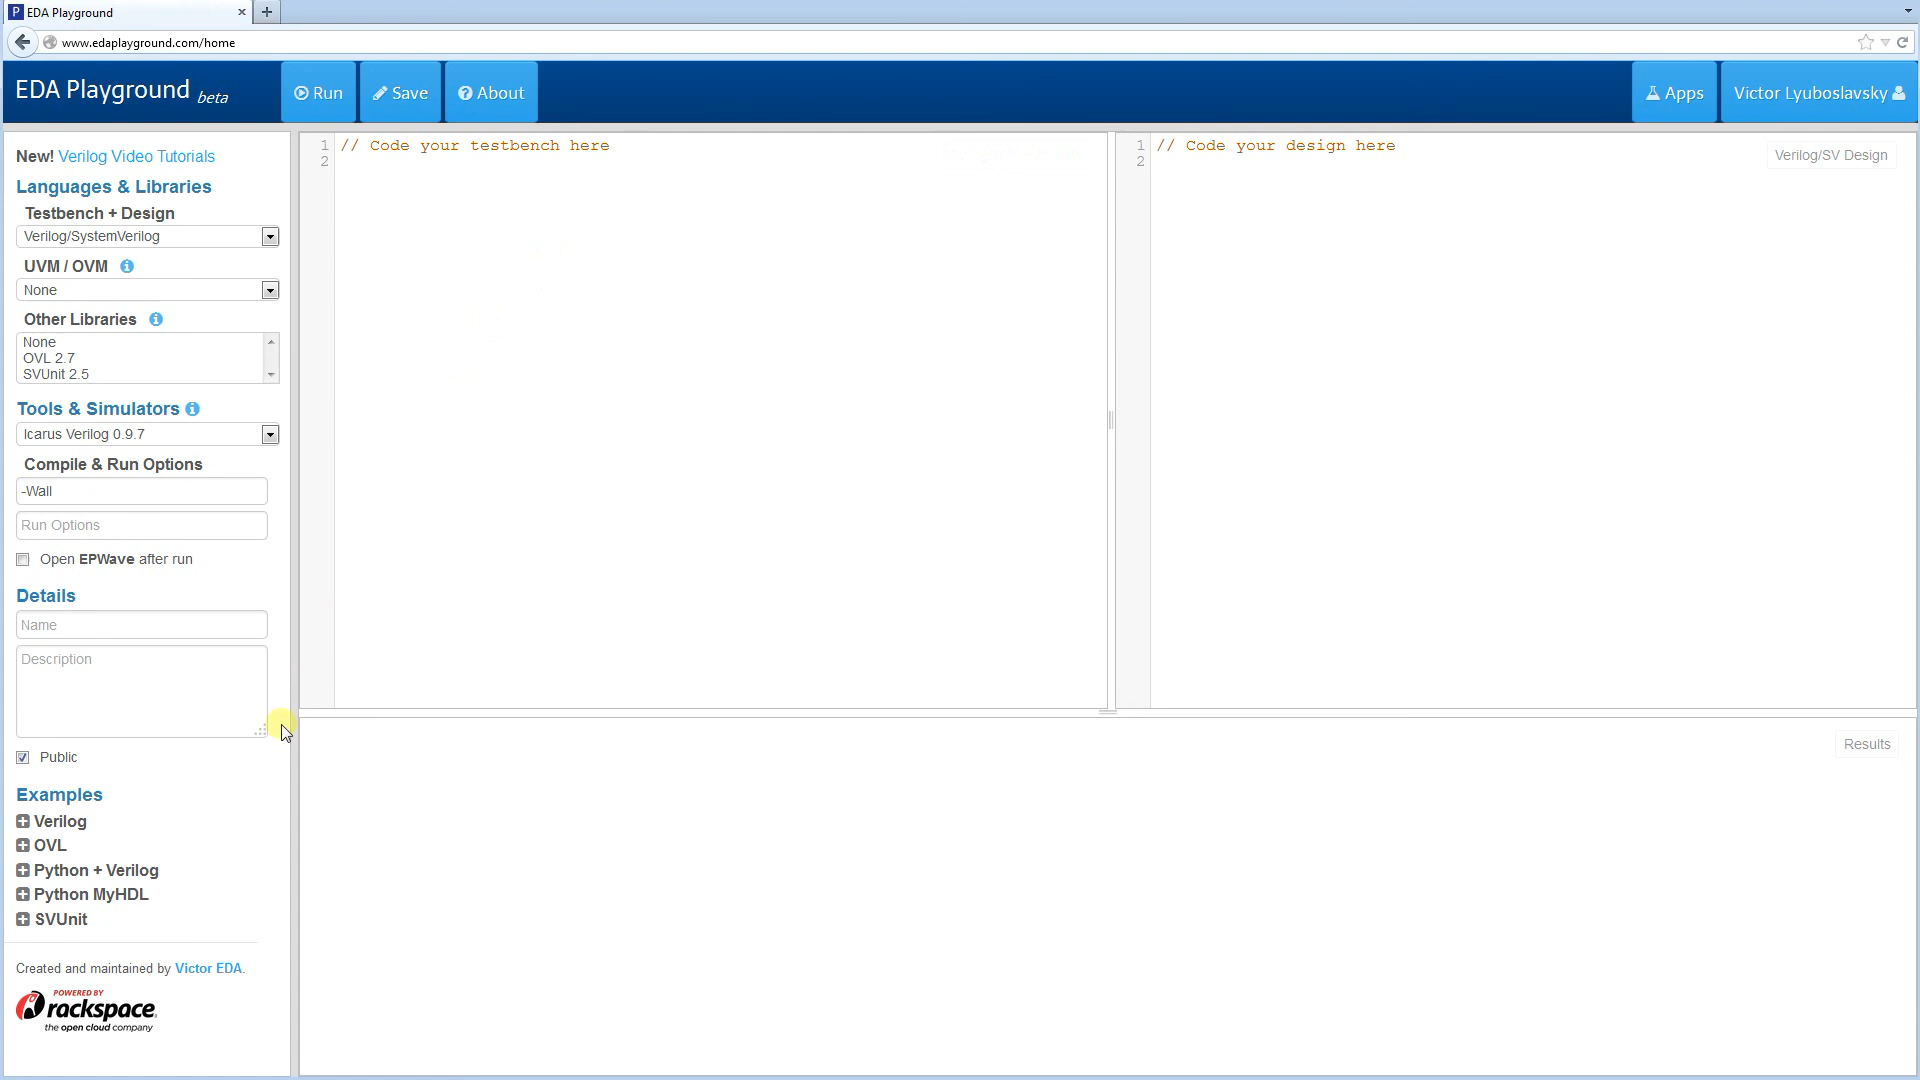 EDA Playground
www.edaplayground.com/home
EDA Playground beta
Run
Save
About
Apps
Victor Lyuboslavsky
New! Verilog Video Tutorials
Languages & Libraries
Testbench + Design
Verilog/SystemVerilog
UVM / OVM
None
Other Libraries
None
OVL 2.7
SVUnit 2.5
Tools & Simulators
Icarus Verilog 0.9.7
Compile & Run Options
-Wall
Run Options
Open EPWave after run
Details
Name
Description
Public
Examples
Verilog
OVL
Python + Verilog
Python MyHDL
SVUnit
Created and maintained by Victor EDA.
POWERED BY
rackspace
the open cloud company
1 // Code your testbench here
2
1 // Code your design here
2
Verilog/SV Design
Results